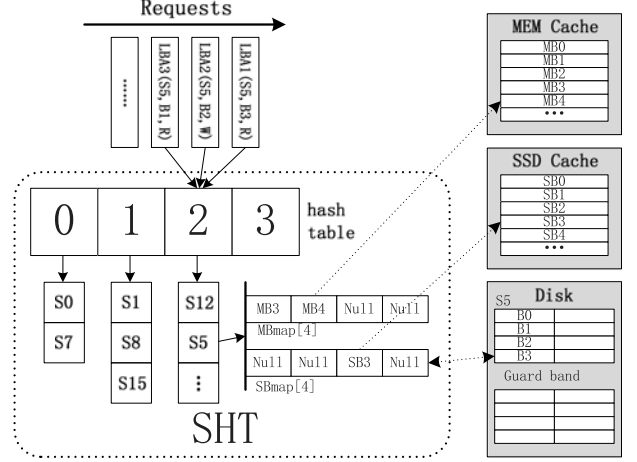 Requests
......
LBA3(S5,B1,R)
LBA2(S5,B2,W)
LBA1(S5,B3,R)
0 1 2 3
hash
table
S0 S1 S12
S7 S8 S5
S15 ⋮
MB3 MB4 Null Null
MBmap[4]
Null Null SB3 Null
SBmap[4]
SHT
MEM Cache
MB0
MB1
MB2
MB3
MB4
•••
SSD Cache
SB0
SB1
SB2
SB3
SB4
•••
Disk
S5
B0
B1
B2
B3
Guard band